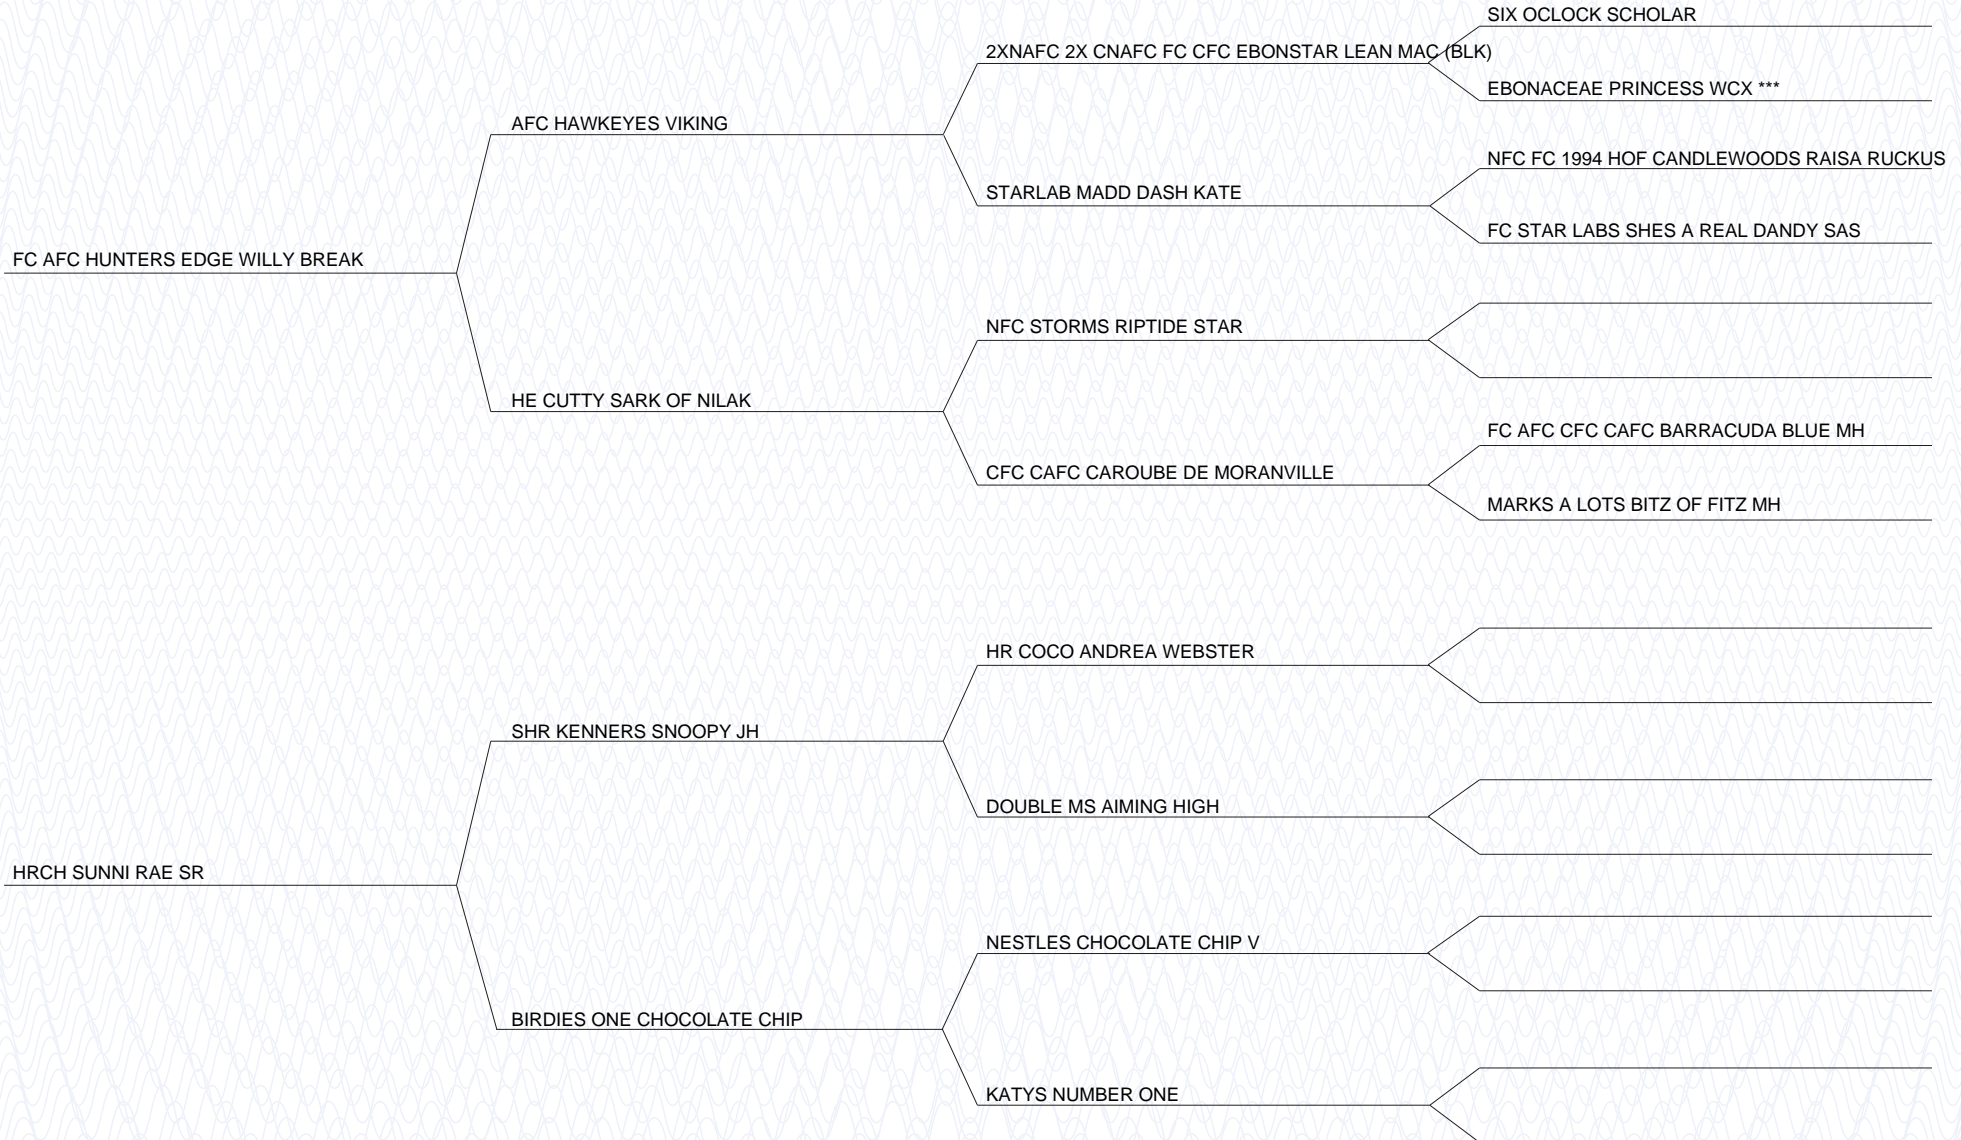 SIX OCLOCK SCHOLAR
2XNAFC 2X CNAFC FC CFC EBONSTAR LEAN MAC (BLK)
EBONACEAE PRINCESS WCX ***
AFC HAWKEYES VIKING
NFC FC 1994 HOF CANDLEWOODS RAISA RUCKUS
STARLAB MADD DASH KATE
FC STAR LABS SHES A REAL DANDY SAS
FC AFC HUNTERS EDGE WILLY BREAK
NFC STORMS RIPTIDE STAR
HE CUTTY SARK OF NILAK
FC AFC CFC CAFC BARRACUDA BLUE MH
CFC CAFC CAROUBE DE MORANVILLE
MARKS A LOTS BITZ OF FITZ MH
HR COCO ANDREA WEBSTER
SHR KENNERS SNOOPY JH
DOUBLE MS AIMING HIGH
HRCH SUNNI RAE SR
NESTLES CHOCOLATE CHIP V
BIRDIES ONE CHOCOLATE CHIP
KATYS NUMBER ONE